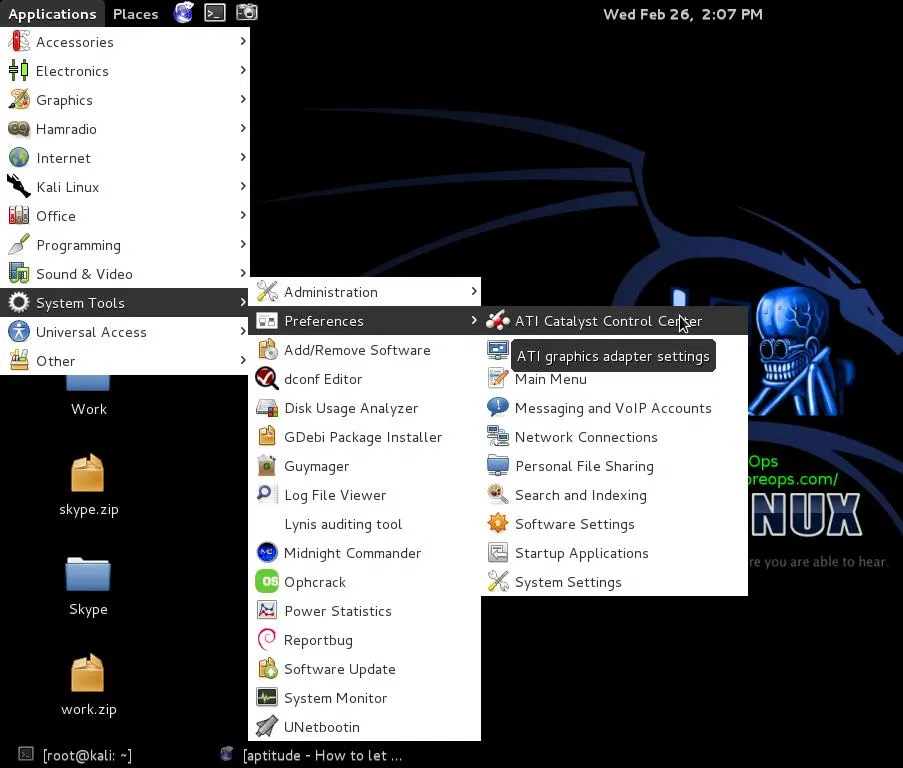 Applications Places
Wed Feb 26, 2:07 PM
Accessories
Electronics
Graphics
Hamradio
Internet
Kali Linux
Office
Programming
Sound & Video
System Tools
Universal Access
Other
Administration
Preferences
Add/Remove Software
dconf Editor
Disk Usage Analyzer
GDebi Package Installer
Guymager
Log File Viewer
Lynis auditing tool
Midnight Commander
Ophcrack
Power Statistics
Reportbug
Software Update
System Monitor
UNetbootin
ATI Catalyst Control Center
ATI graphics adapter settings
Main Menu
Messaging and VoIP Accounts
Network Connections
Personal File Sharing
Search and Indexing
Software Settings
Startup Applications
System Settings
Work
skype.zip
Skype
work.zip
Ops
oreops.com/
NUX
re you are able to hear.
[root@kali: ~]
[aptitude - How to let ...